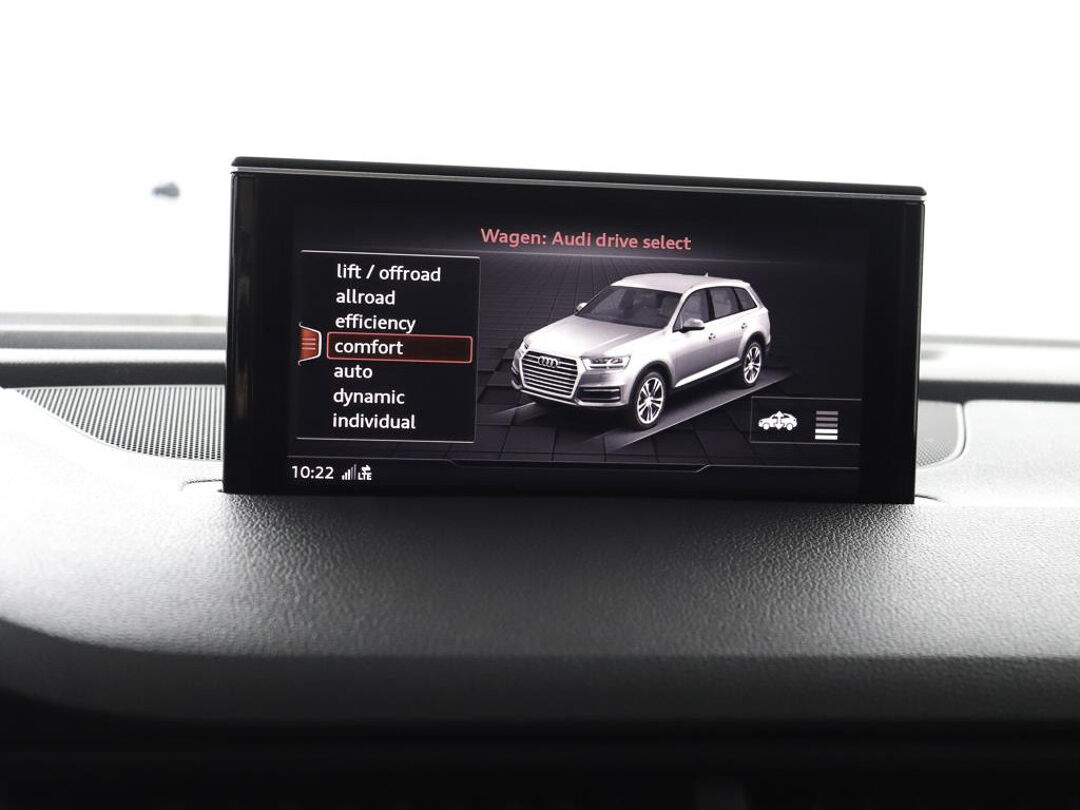 Wagen: Audi drive select
lift / offroad
allroad
efficiency
comfort
auto
dynamic
individual
10:22 LTE